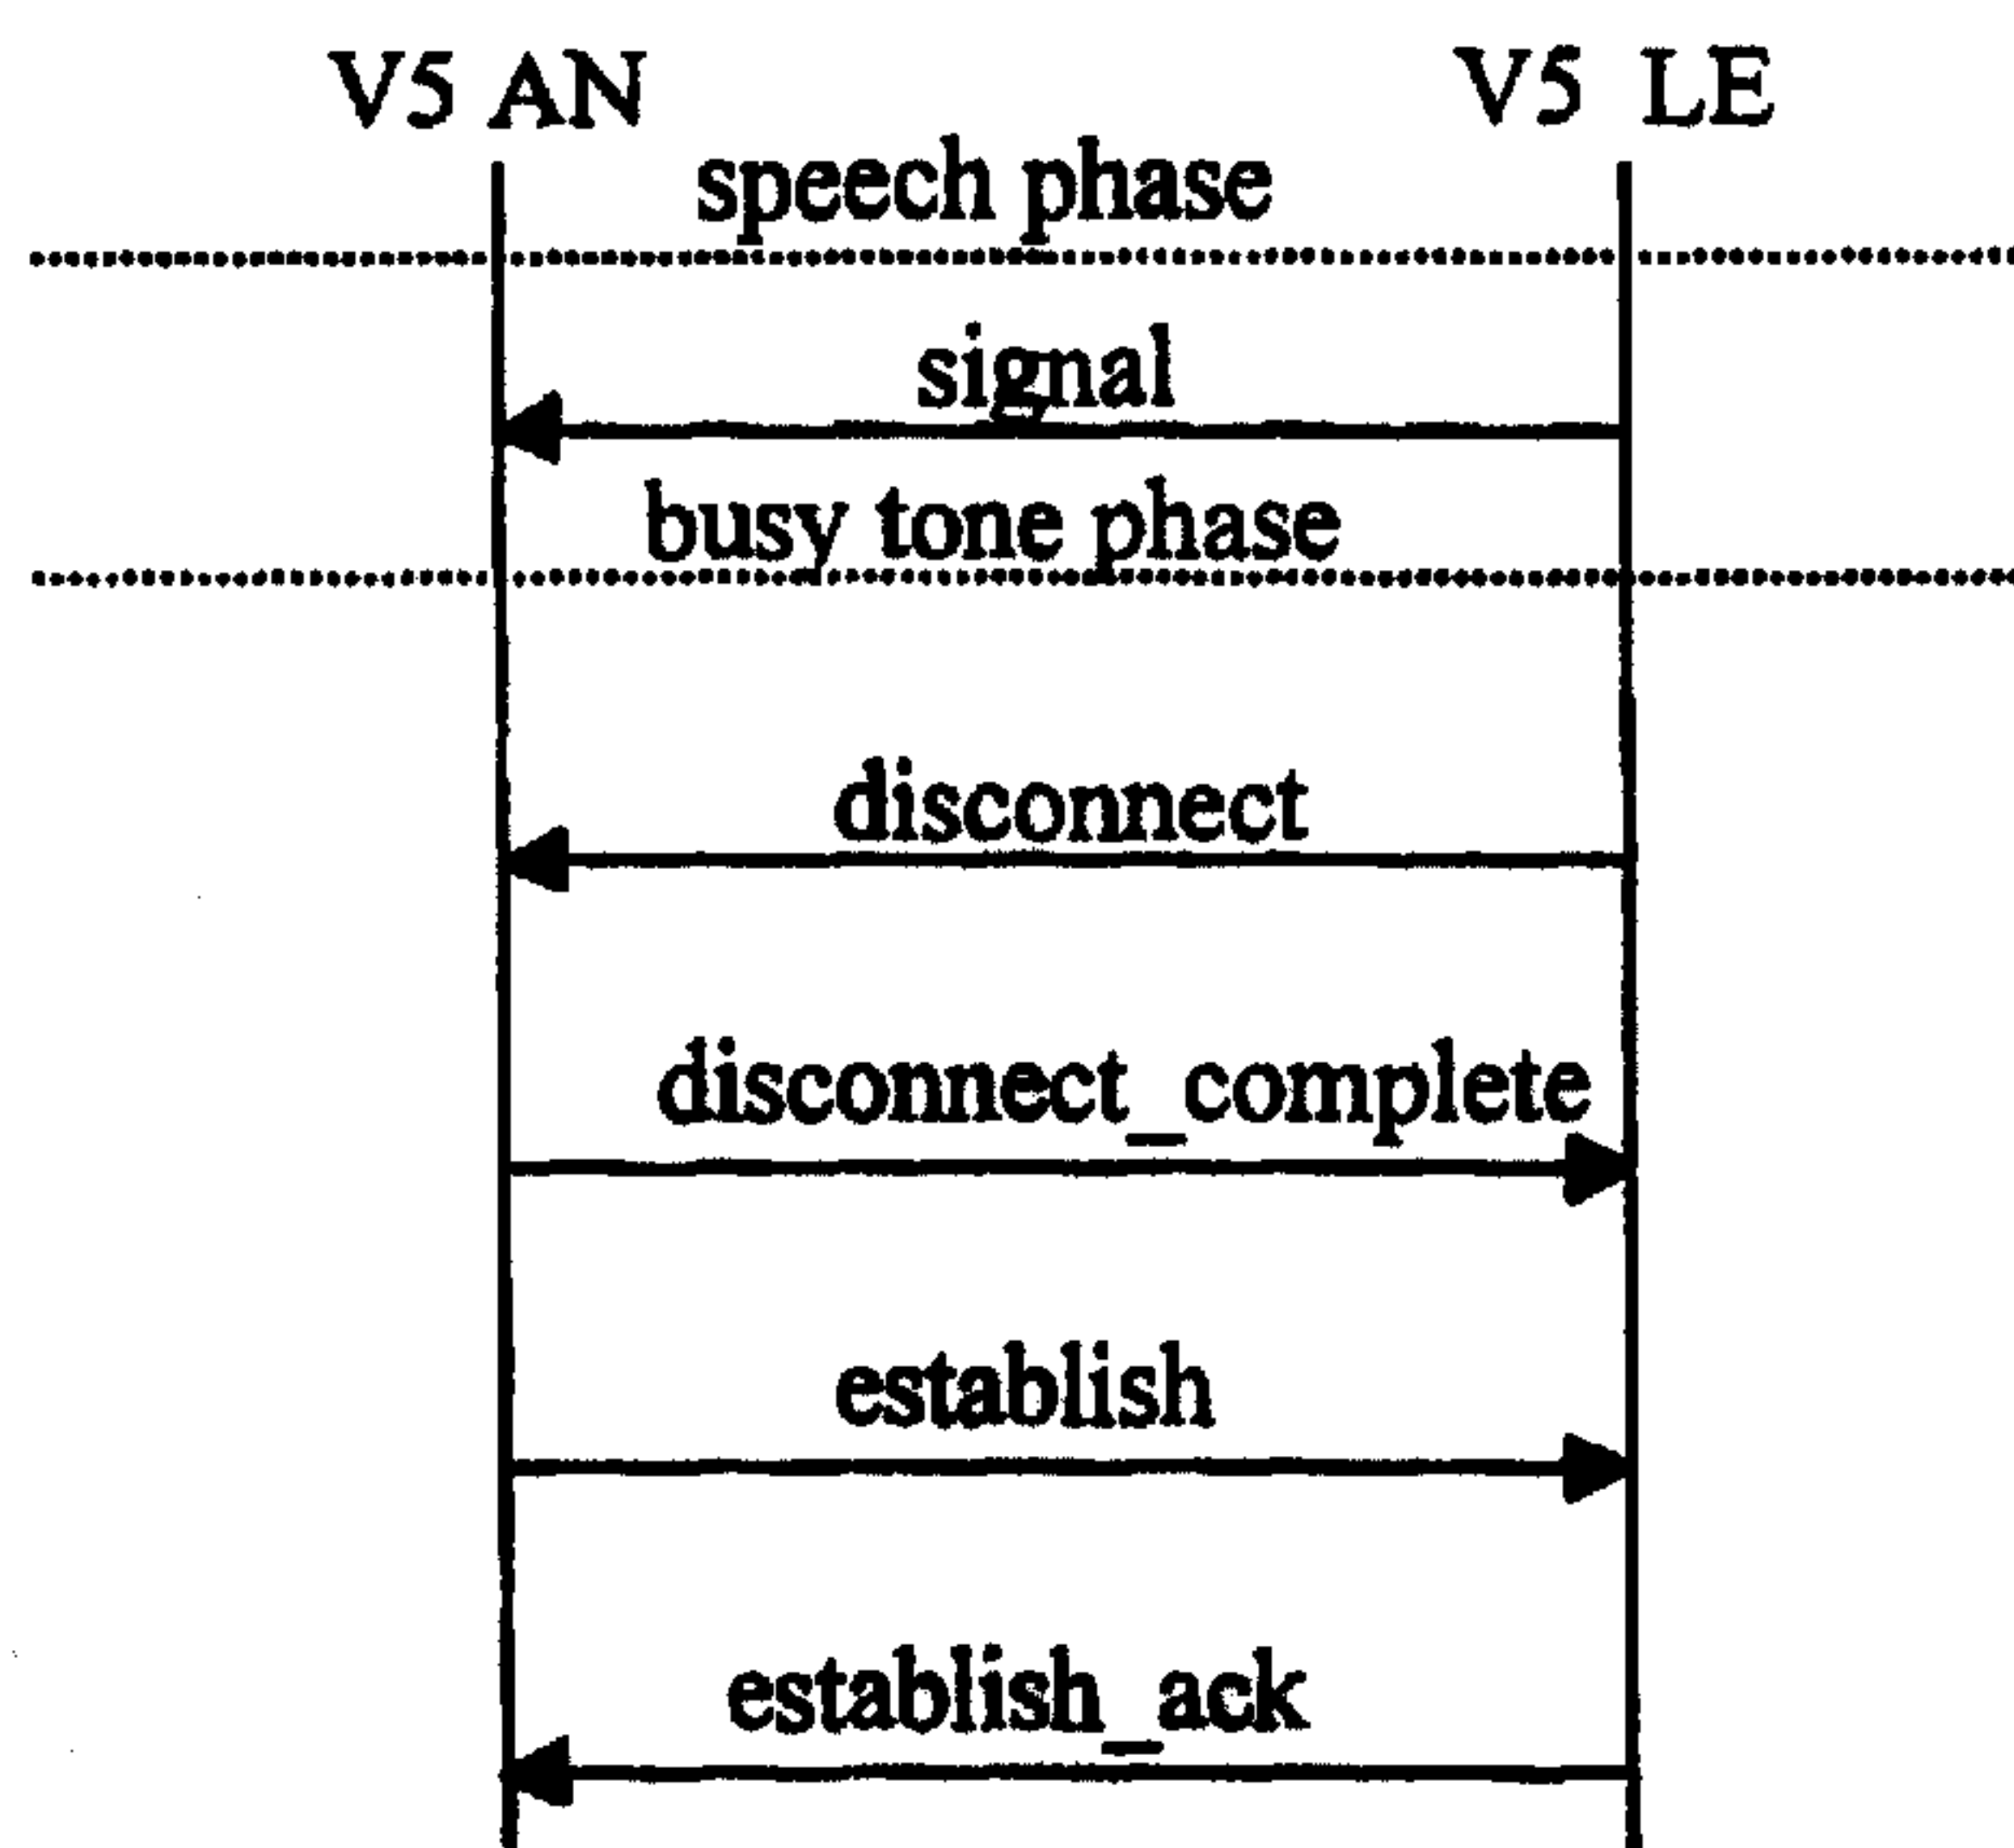 V5 AN V5 LE
speech phase
signal
busy tone phase
disconnect
disconnect_complete
establish
establish_ack